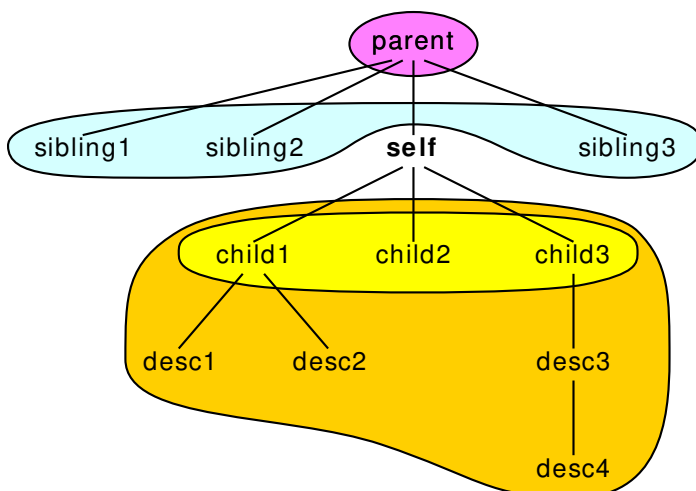 parent
sibling1 sibling2 self sibling3
child1 child2 child3
desc1 desc2 desc3
desc4